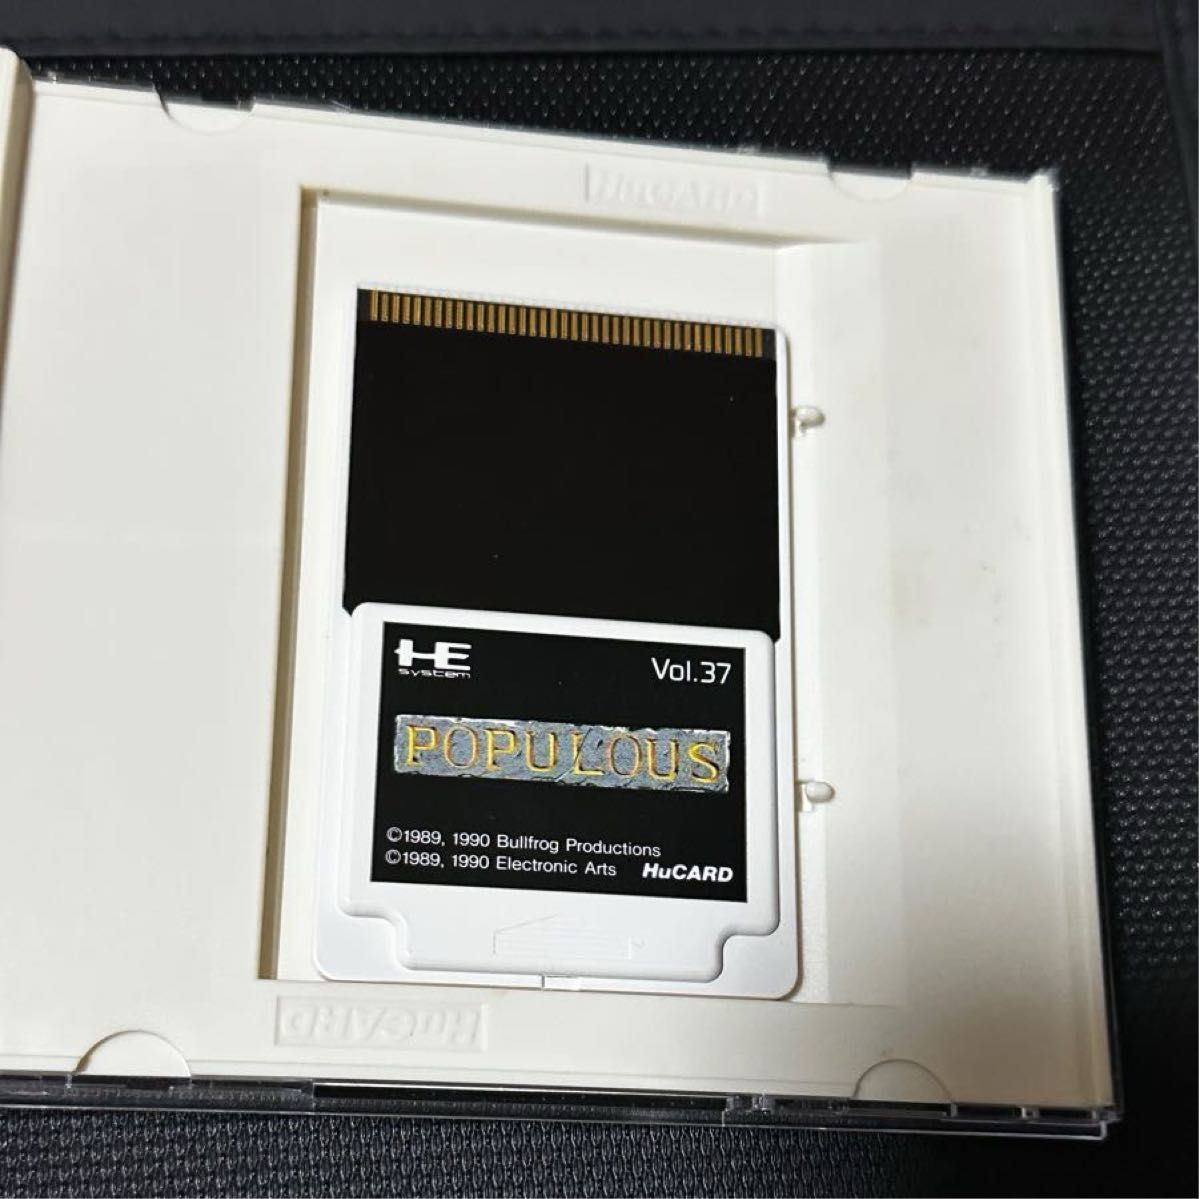 HuCARD
HE
system
Vol.37
POPULOUS
©1989, 1990 Bullfrog Productions
©1989, 1990 Electronic Arts
HuCARD
HuCARD